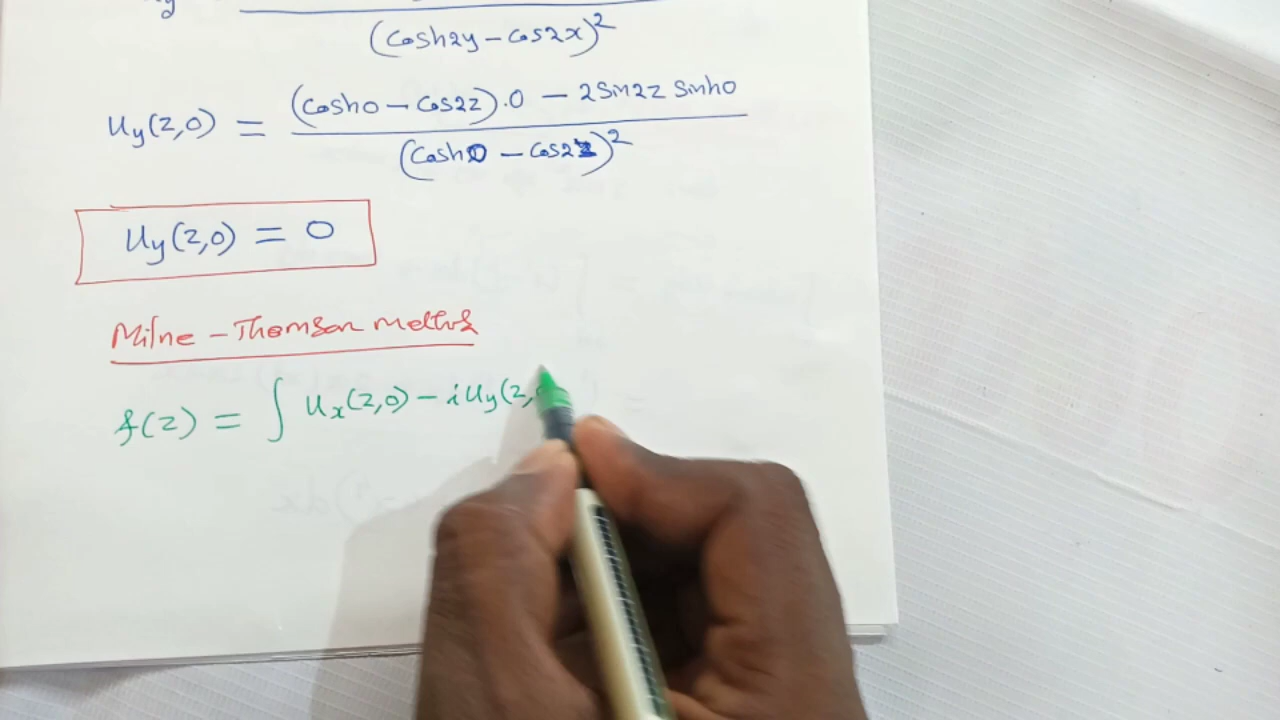 (Cosh2y – Cos2x)²
Uy(z,0) = (Cosh0 – Cos2z).0 – 2Sin2z Sinh0 / (Cosh0 – Cos2z)²
Uy(z,0) = 0
Milne – Thomson method
f(z) = ∫ Ux(z,0) – iUy(z,